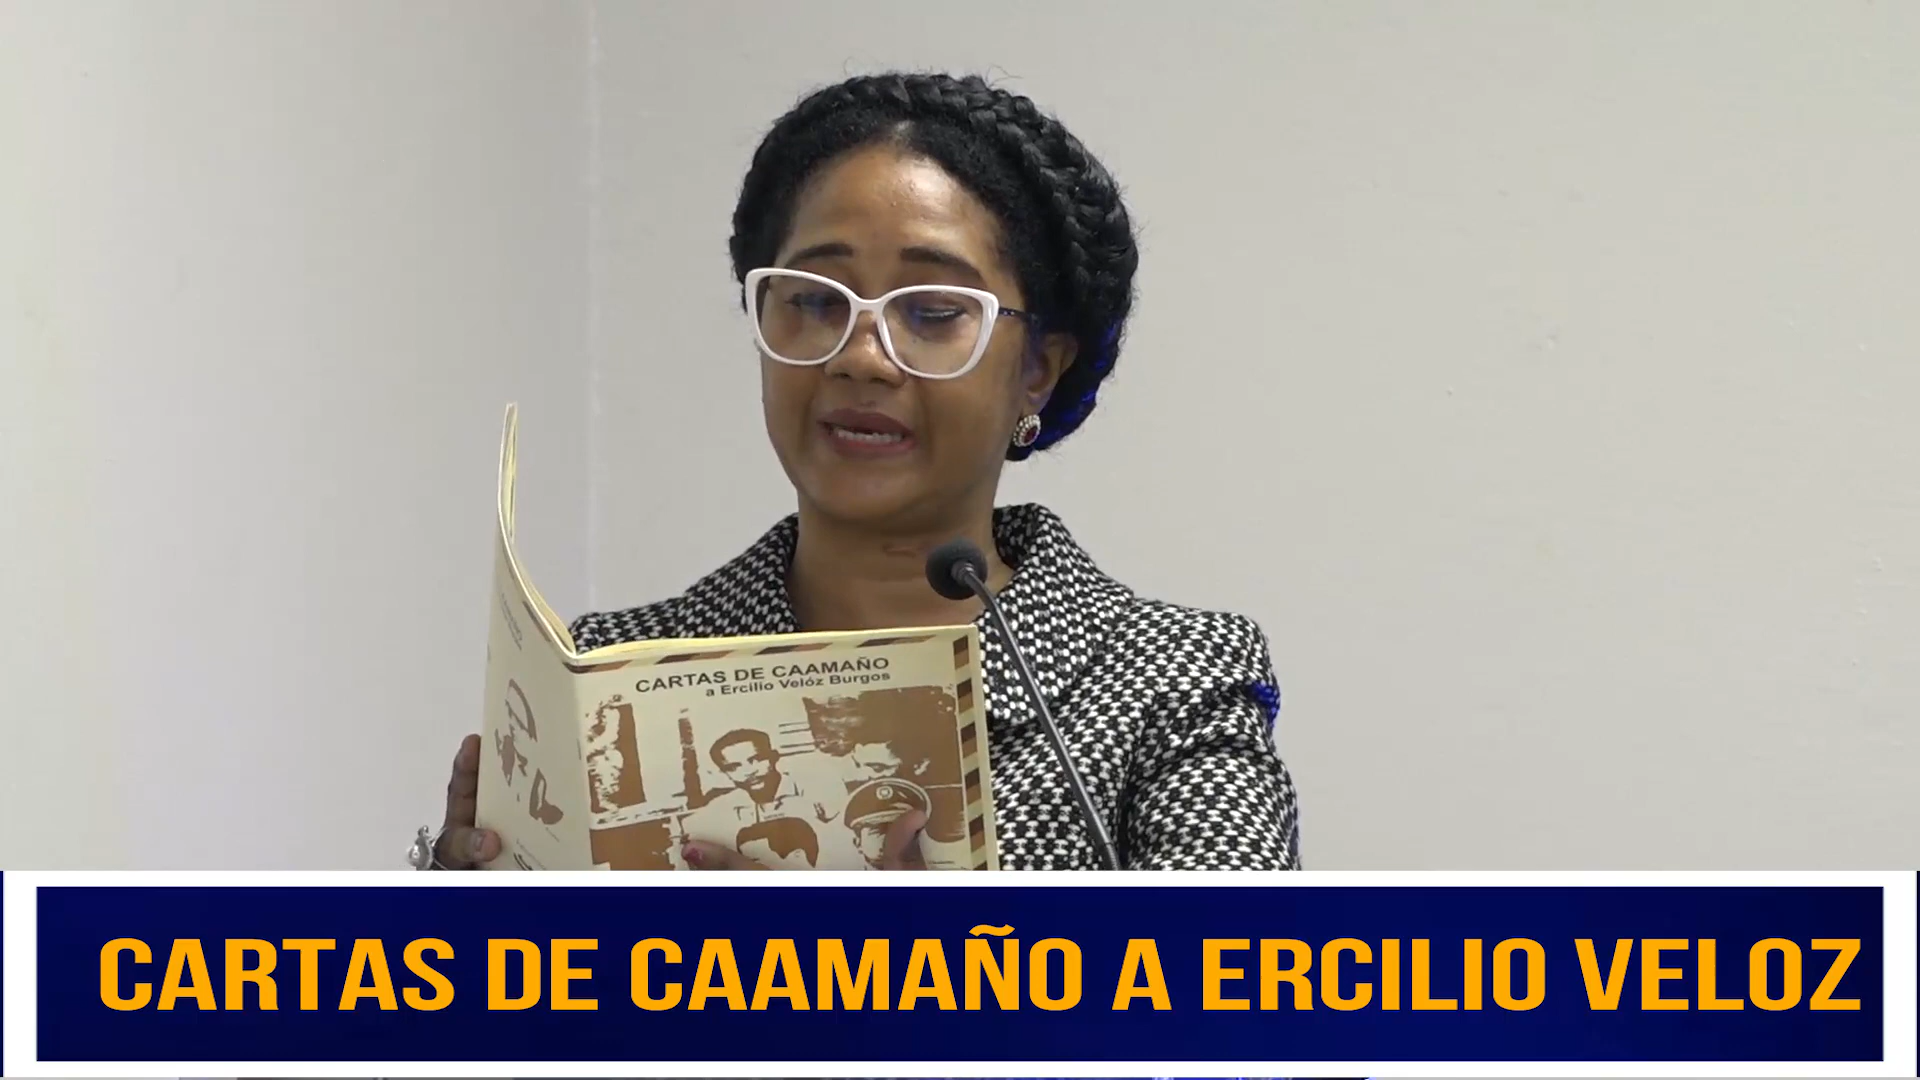 CARTAS DE CAAMAÑO
a Ercilio Velóz Burgos
CARTAS DE CAAMAÑO A ERCILIO VELOZ